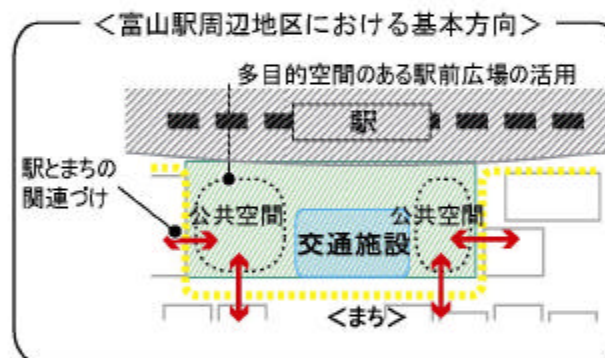 ＜富山駅周辺地区における基本方向＞
多目的空間のある駅前広場の活用
駅
駅とまちの
関連づけ
公共空間
公共空間
交通施設
＜まち＞